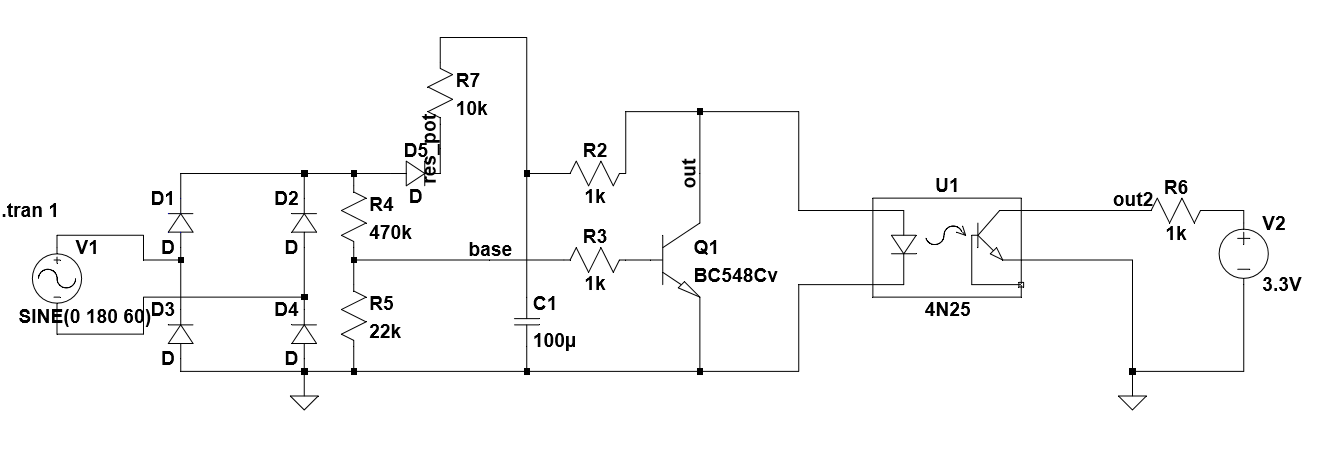 R7
10k
res_pot
D5
D
R2
1k
out
D1
D
D2
D
R4
470k
.tran 1
V1
SINE(0 180 60)
base
R3
1k
Q1
BC548Cv
D3
D
D4
D
R5
22k
C1
100µ
U1
4N25
out2
R6
1k
V2
3.3V